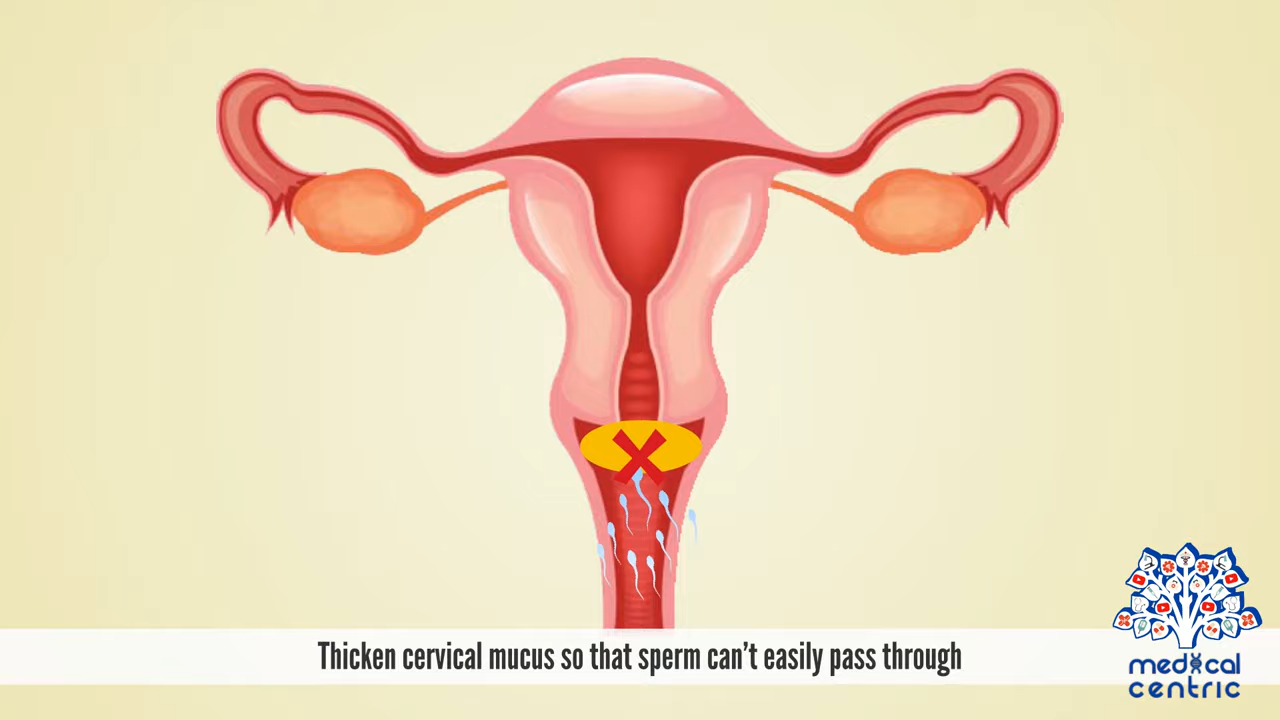 Thicken cervical mucus so that sperm can't easily pass through
medical
centric